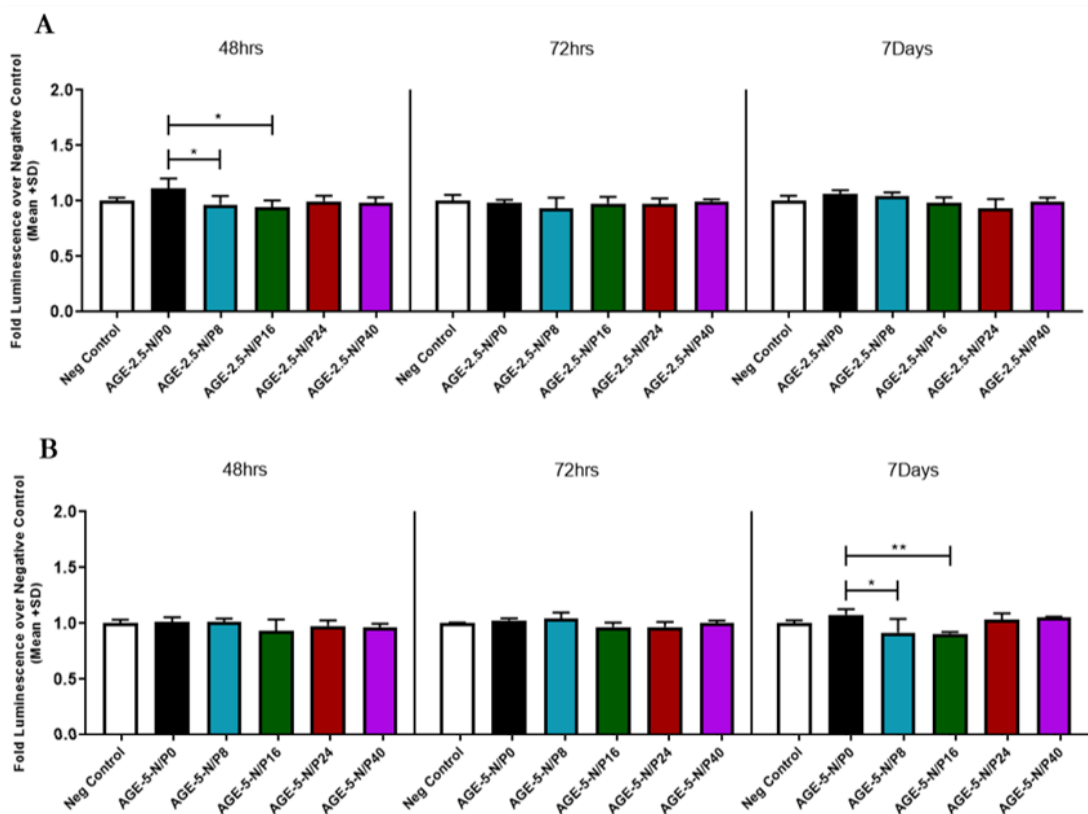 A
48hrs
72hrs
7Days
Fold Luminescence over Negative Control
(Mean +SD)
2.0
1.5
1.0
0.5
0.0
*
*
Neg Control
AGE-2.5-N/P0
AGE-2.5-N/P8
AGE-2.5-N/P16
AGE-2.5-N/P24
AGE-2.5-N/P40
Neg Control
AGE-2.5-N/P0
AGE-2.5-N/P8
AGE-2.5-N/P16
AGE-2.5-N/P24
AGE-2.5-N/P40
Neg Control
AGE-2.5-N/P0
AGE-2.5-N/P8
AGE-2.5-N/P16
AGE-2.5-N/P24
AGE-2.5-N/P40
B
48hrs
72hrs
7Days
Fold Luminescence over Negative Control
(Mean +SD)
2.0
1.5
1.0
0.5
0.0
**
*
Neg Control
AGE-5-N/P0
AGE-5-N/P8
AGE-5-N/P16
AGE-5-N/P24
AGE-5-N/P40
Neg Control
AGE-5-N/P0
AGE-5-N/P8
AGE-5-N/P16
AGE-5-N/P24
AGE-5-N/P40
Neg Control
AGE-5-N/P0
AGE-5-N/P8
AGE-5-N/P16
AGE-5-N/P24
AGE-5-N/P40